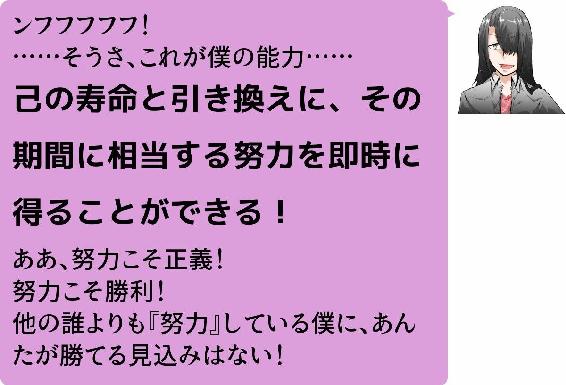 ンフフフフフ！
……そうさ、これが僕の能力……
己の寿命と引き換えに、その
期間に相当する努力を即時に
得ることができる！
ああ、努力こそ正義！
努力こそ勝利！
他の誰よりも『努力』している僕に、あん
たが勝てる見込みはない！